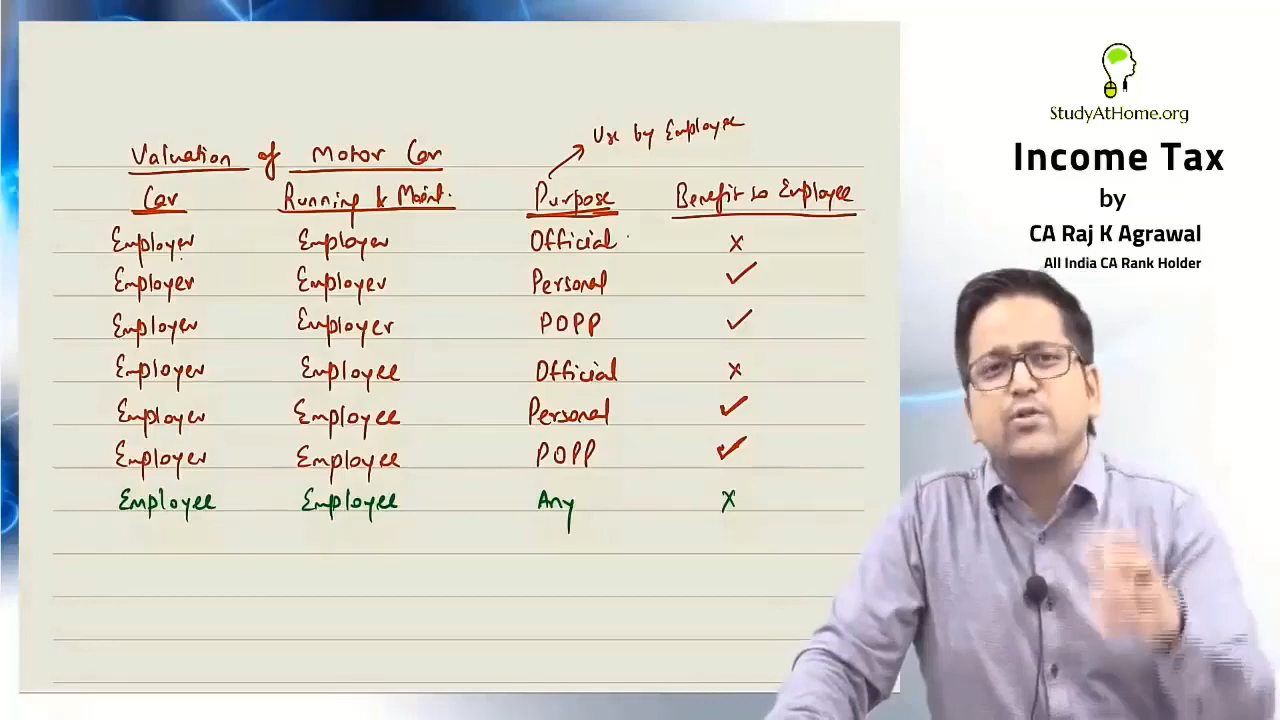 StudyAtHome.org
Income Tax
by
CA Raj K Agrawal
All India CA Rank Holder
Use by Employee
Valuation of Motor Car
Car Running & Maint. Purpose Benefit to Employee
Employer Employer Official x
Employer Employer Personal ✓
Employer Employer POPP ✓
Employer Employee Official x
Employer Employee Personal ✓
Employer Employee POPP ✓
Employee Employee Any x